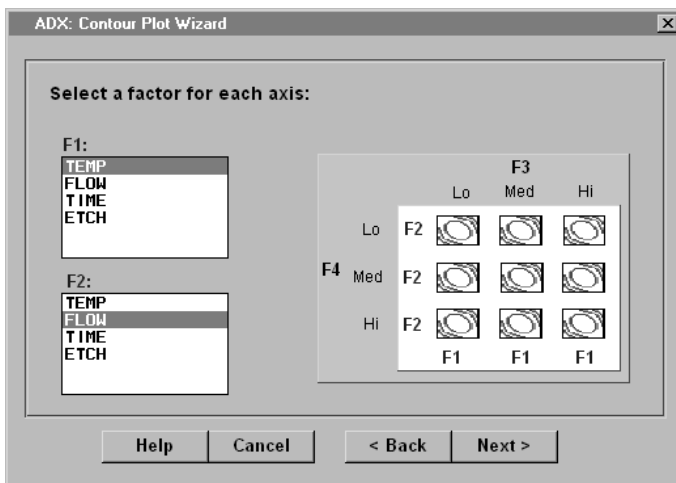 ADX: Contour Plot Wizard
Select a factor for each axis:
F1:
TEMP
FLOW
TIME
ETCH
F2:
TEMP
FLOW
TIME
ETCH
F3
Lo Med Hi
Lo F2
F4 Med F2
Hi F2
F1 F1 F1
Help Cancel < Back Next >